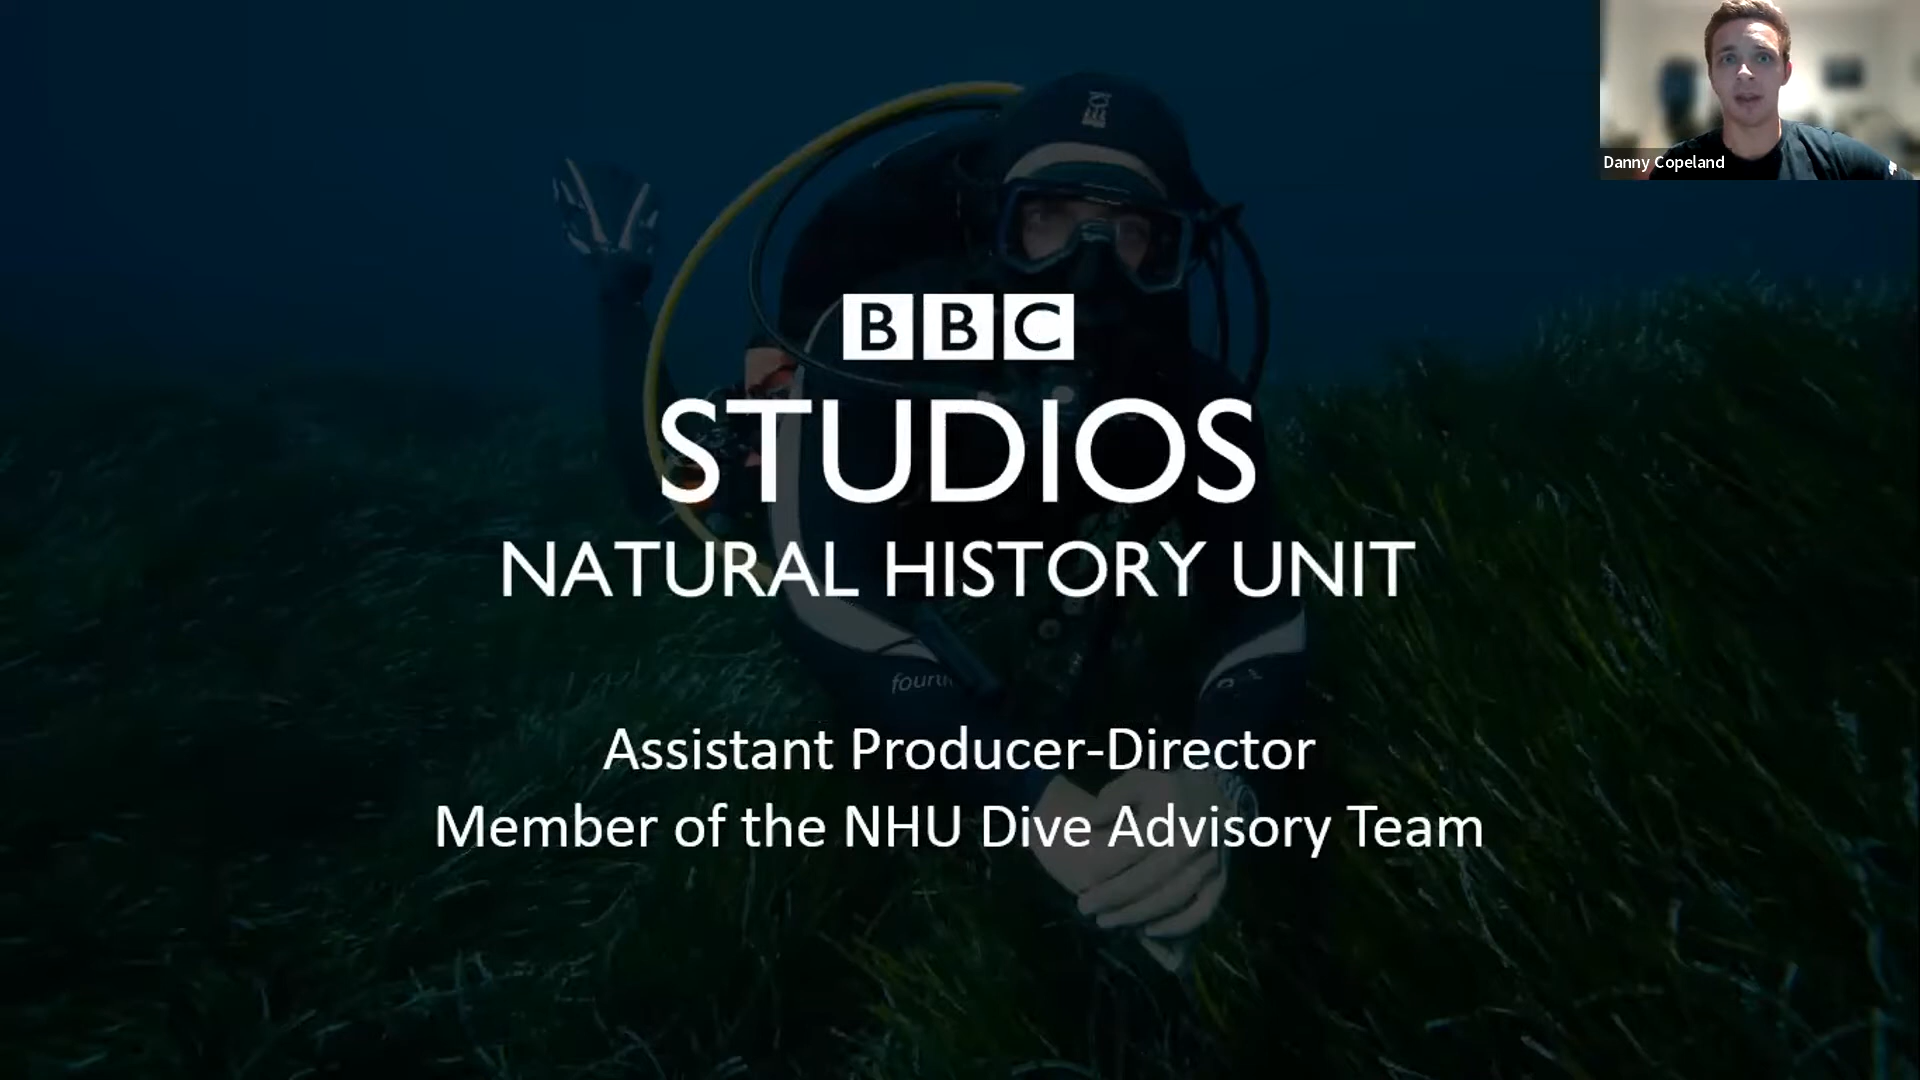 Danny Copeland
BBC
STUDIOS
NATURAL HISTORY UNIT
Assistant Producer-Director
Member of the NHU Dive Advisory Team